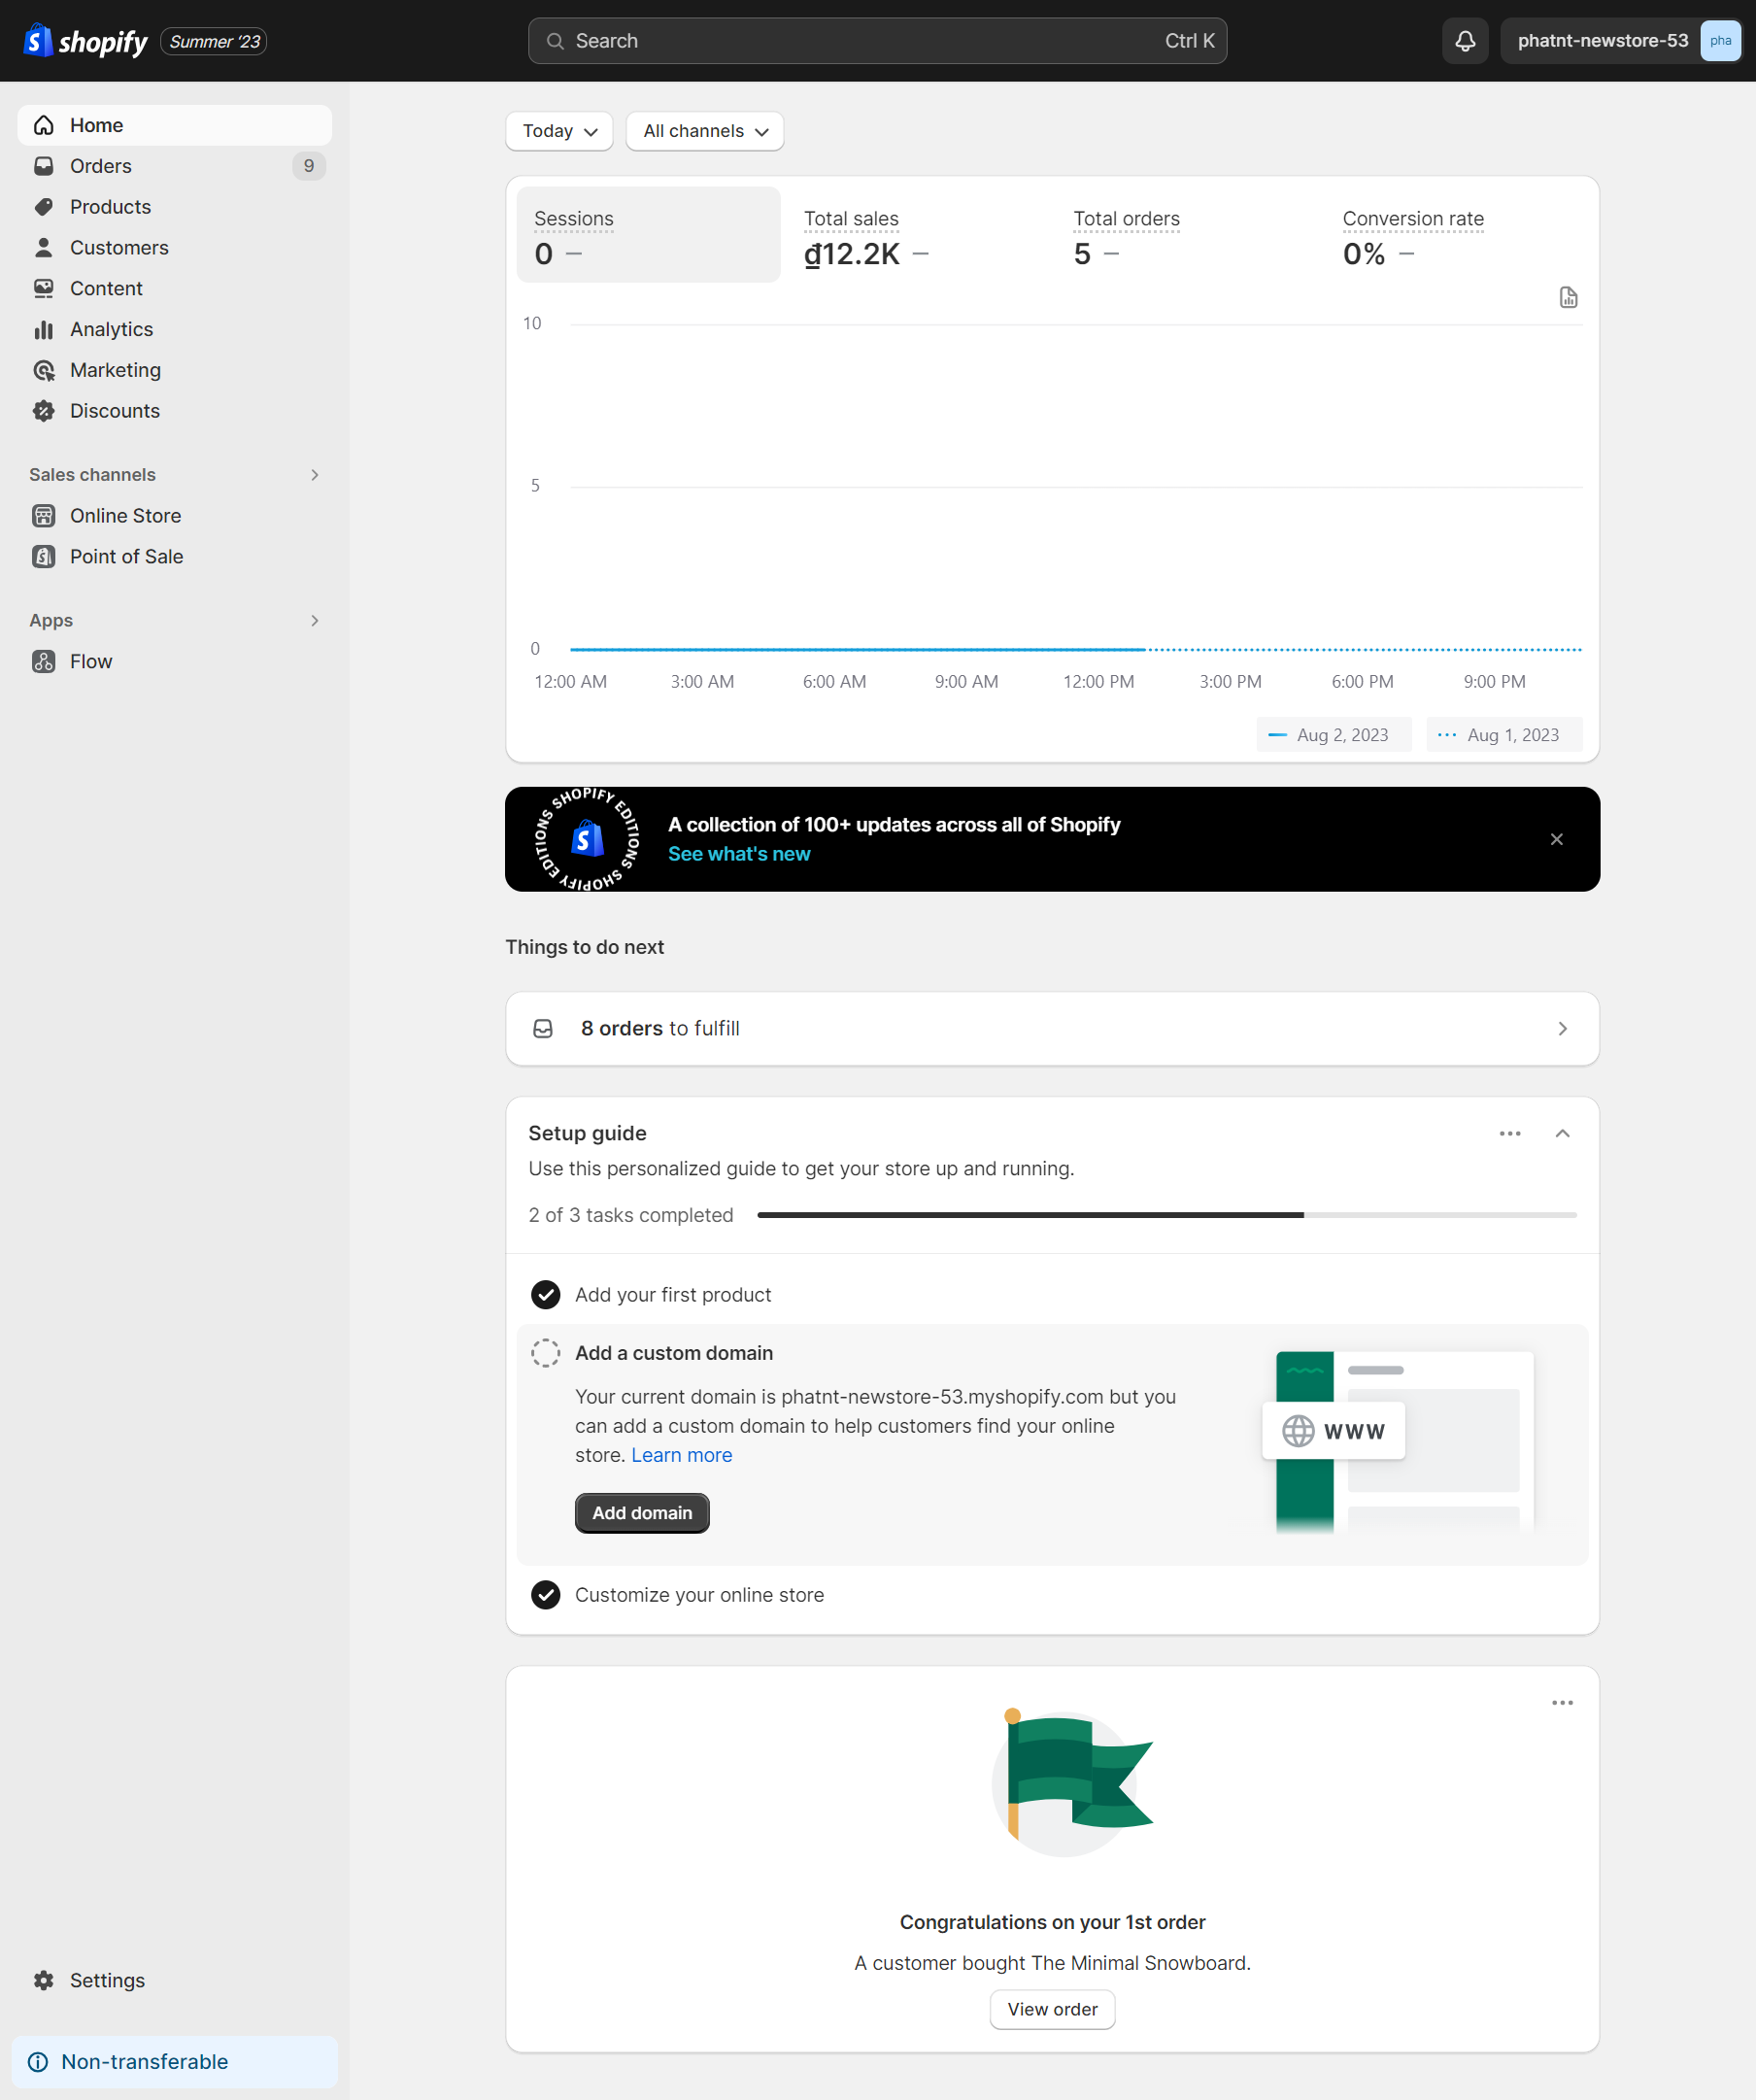 shopify Summer '23
Search Ctrl K
phatnt-newstore-53 pha
Home
Orders 9
Products
Customers
Content
Analytics
Marketing
Discounts
Sales channels
Online Store
Point of Sale
Apps
Flow
Settings
Non-transferable
Today All channels
Sessions Total sales Total orders Conversion rate
0 — ₫12.2K — 5 — 0% —
10
5
0
12:00 AM 3:00 AM 6:00 AM 9:00 AM 12:00 PM 3:00 PM 6:00 PM 9:00 PM
Aug 2, 2023 Aug 1, 2023
SHOPIFY EDITIONS SHOPIFY EDITIONS
A collection of 100+ updates across all of Shopify
See what's new
Things to do next
8 orders to fulfill
Setup guide
Use this personalized guide to get your store up and running.
2 of 3 tasks completed
Add your first product
Add a custom domain
Your current domain is phatnt-newstore-53.myshopify.com but you
can add a custom domain to help customers find your online
store. Learn more
Add domain
WWW
Customize your online store
Congratulations on your 1st order
A customer bought The Minimal Snowboard.
View order